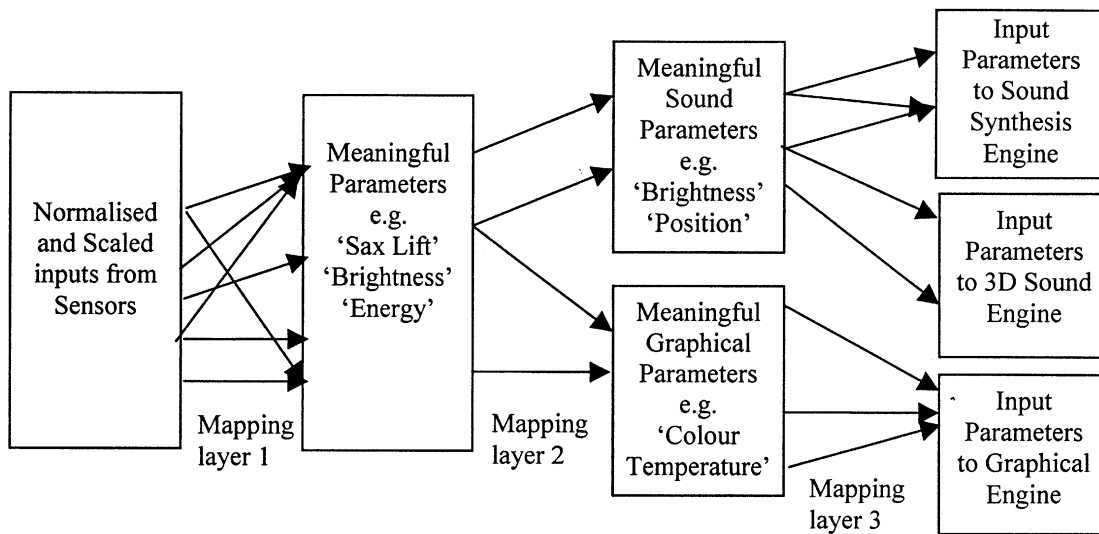 Normalised
and Scaled
inputs from
Sensors
Mapping
layer 1
Meaningful
Parameters
e.g.
‘Sax Lift’
‘Brightness’
‘Energy’
Mapping
layer 2
Meaningful
Sound
Parameters
e.g.
‘Brightness’
‘Position’
Meaningful
Graphical
Parameters
e.g.
‘Colour
Temperature’
Mapping
layer 3
Input
Parameters
to Sound
Synthesis
Engine
Input
Parameters
to 3D Sound
Engine
Input
Parameters
to Graphical
Engine